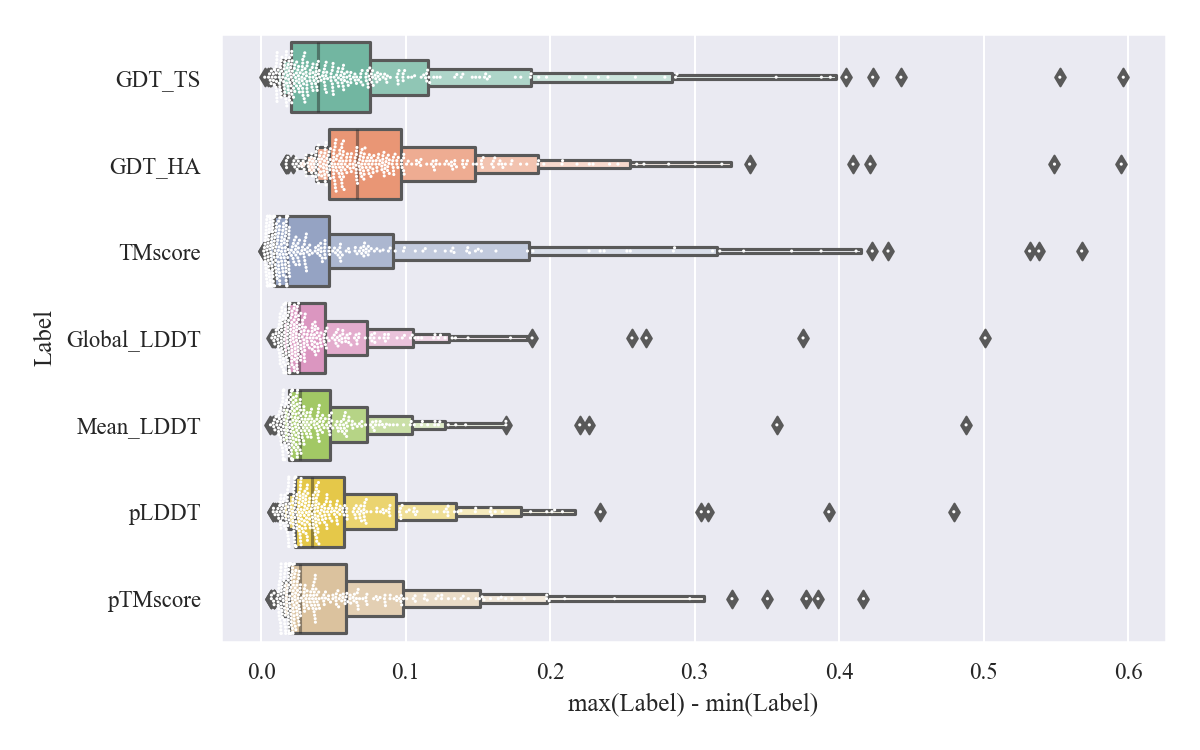 Label
GDT_TS
GDT_HA
TMscore
Global_LDDT
Mean_LDDT
pLDDT
pTMscore
0.0 0.1 0.2 0.3 0.4 0.5 0.6
max(Label) - min(Label)